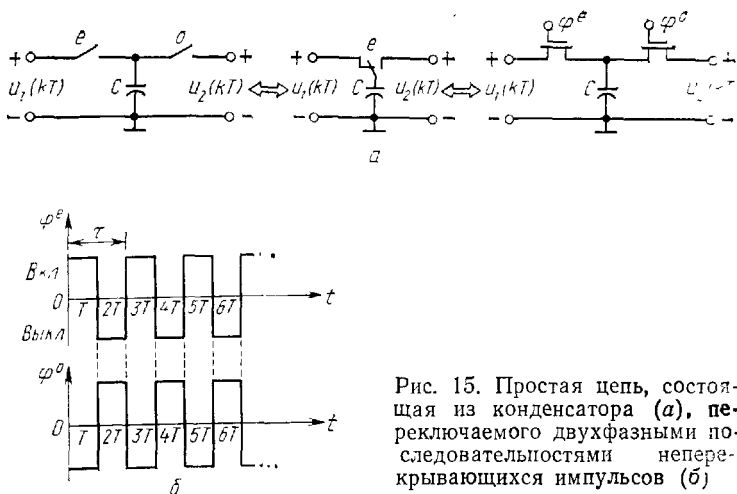 φᵉ φᵒ
+ e o + + e + +
u₁(kT) C u₂(kT) u₁(kT) C u₂(kT) u₁(kT) C
− − − − − −
а
φᵉ
τ
Вкл
0 T 2T 3T 4T 5T 6T t
Выкл
φᵒ
0 T 2T 3T 4T 5T 6T t
б
Рис. 15. Простая цепь, состоя-
щая из конденсатора (а), пе-
реключаемого двухфазными по-
следовательностями непере-
крывающихся импульсов (б)